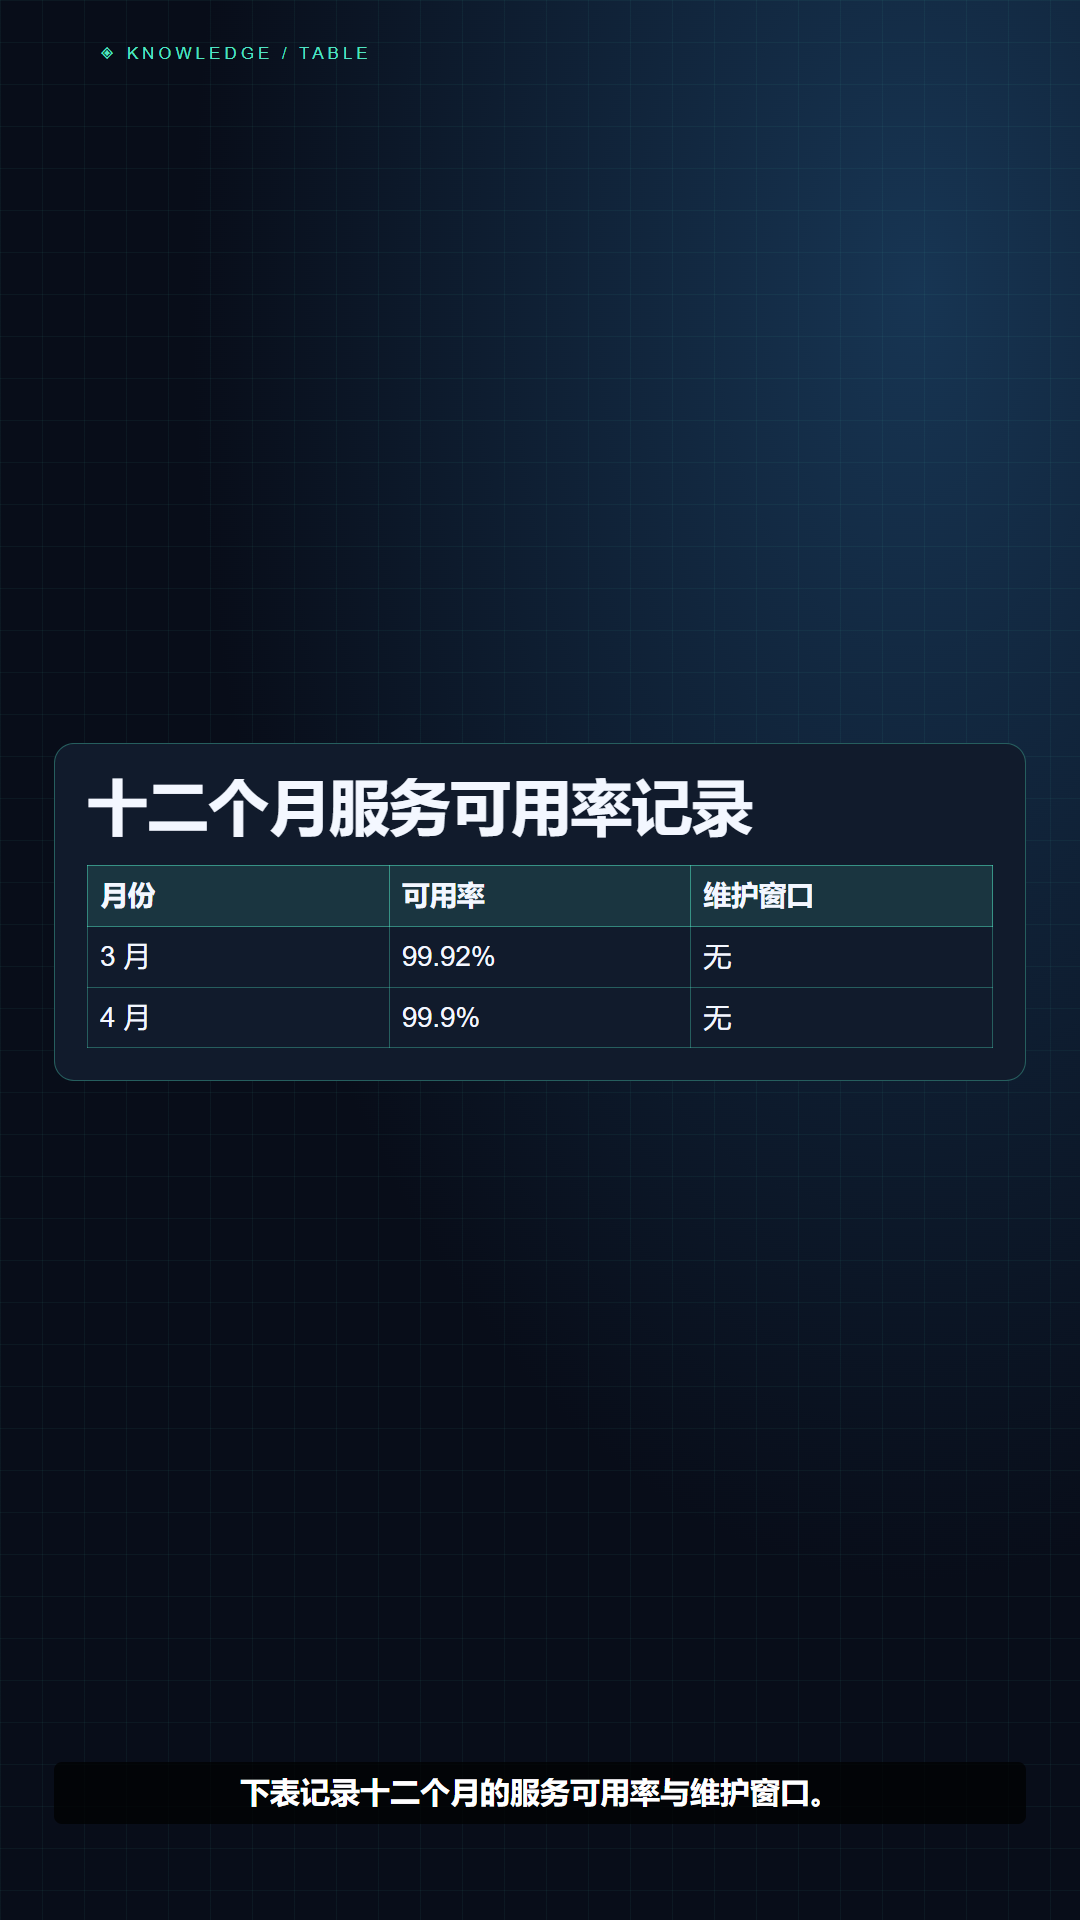 ◈ KNOWLEDGE / TABLE
十二个月服务可用率记录
月份 可用率 维护窗口
3 月 99.92% 无
4 月 99.9% 无
下表记录十二个月的服务可用率与维护窗口。